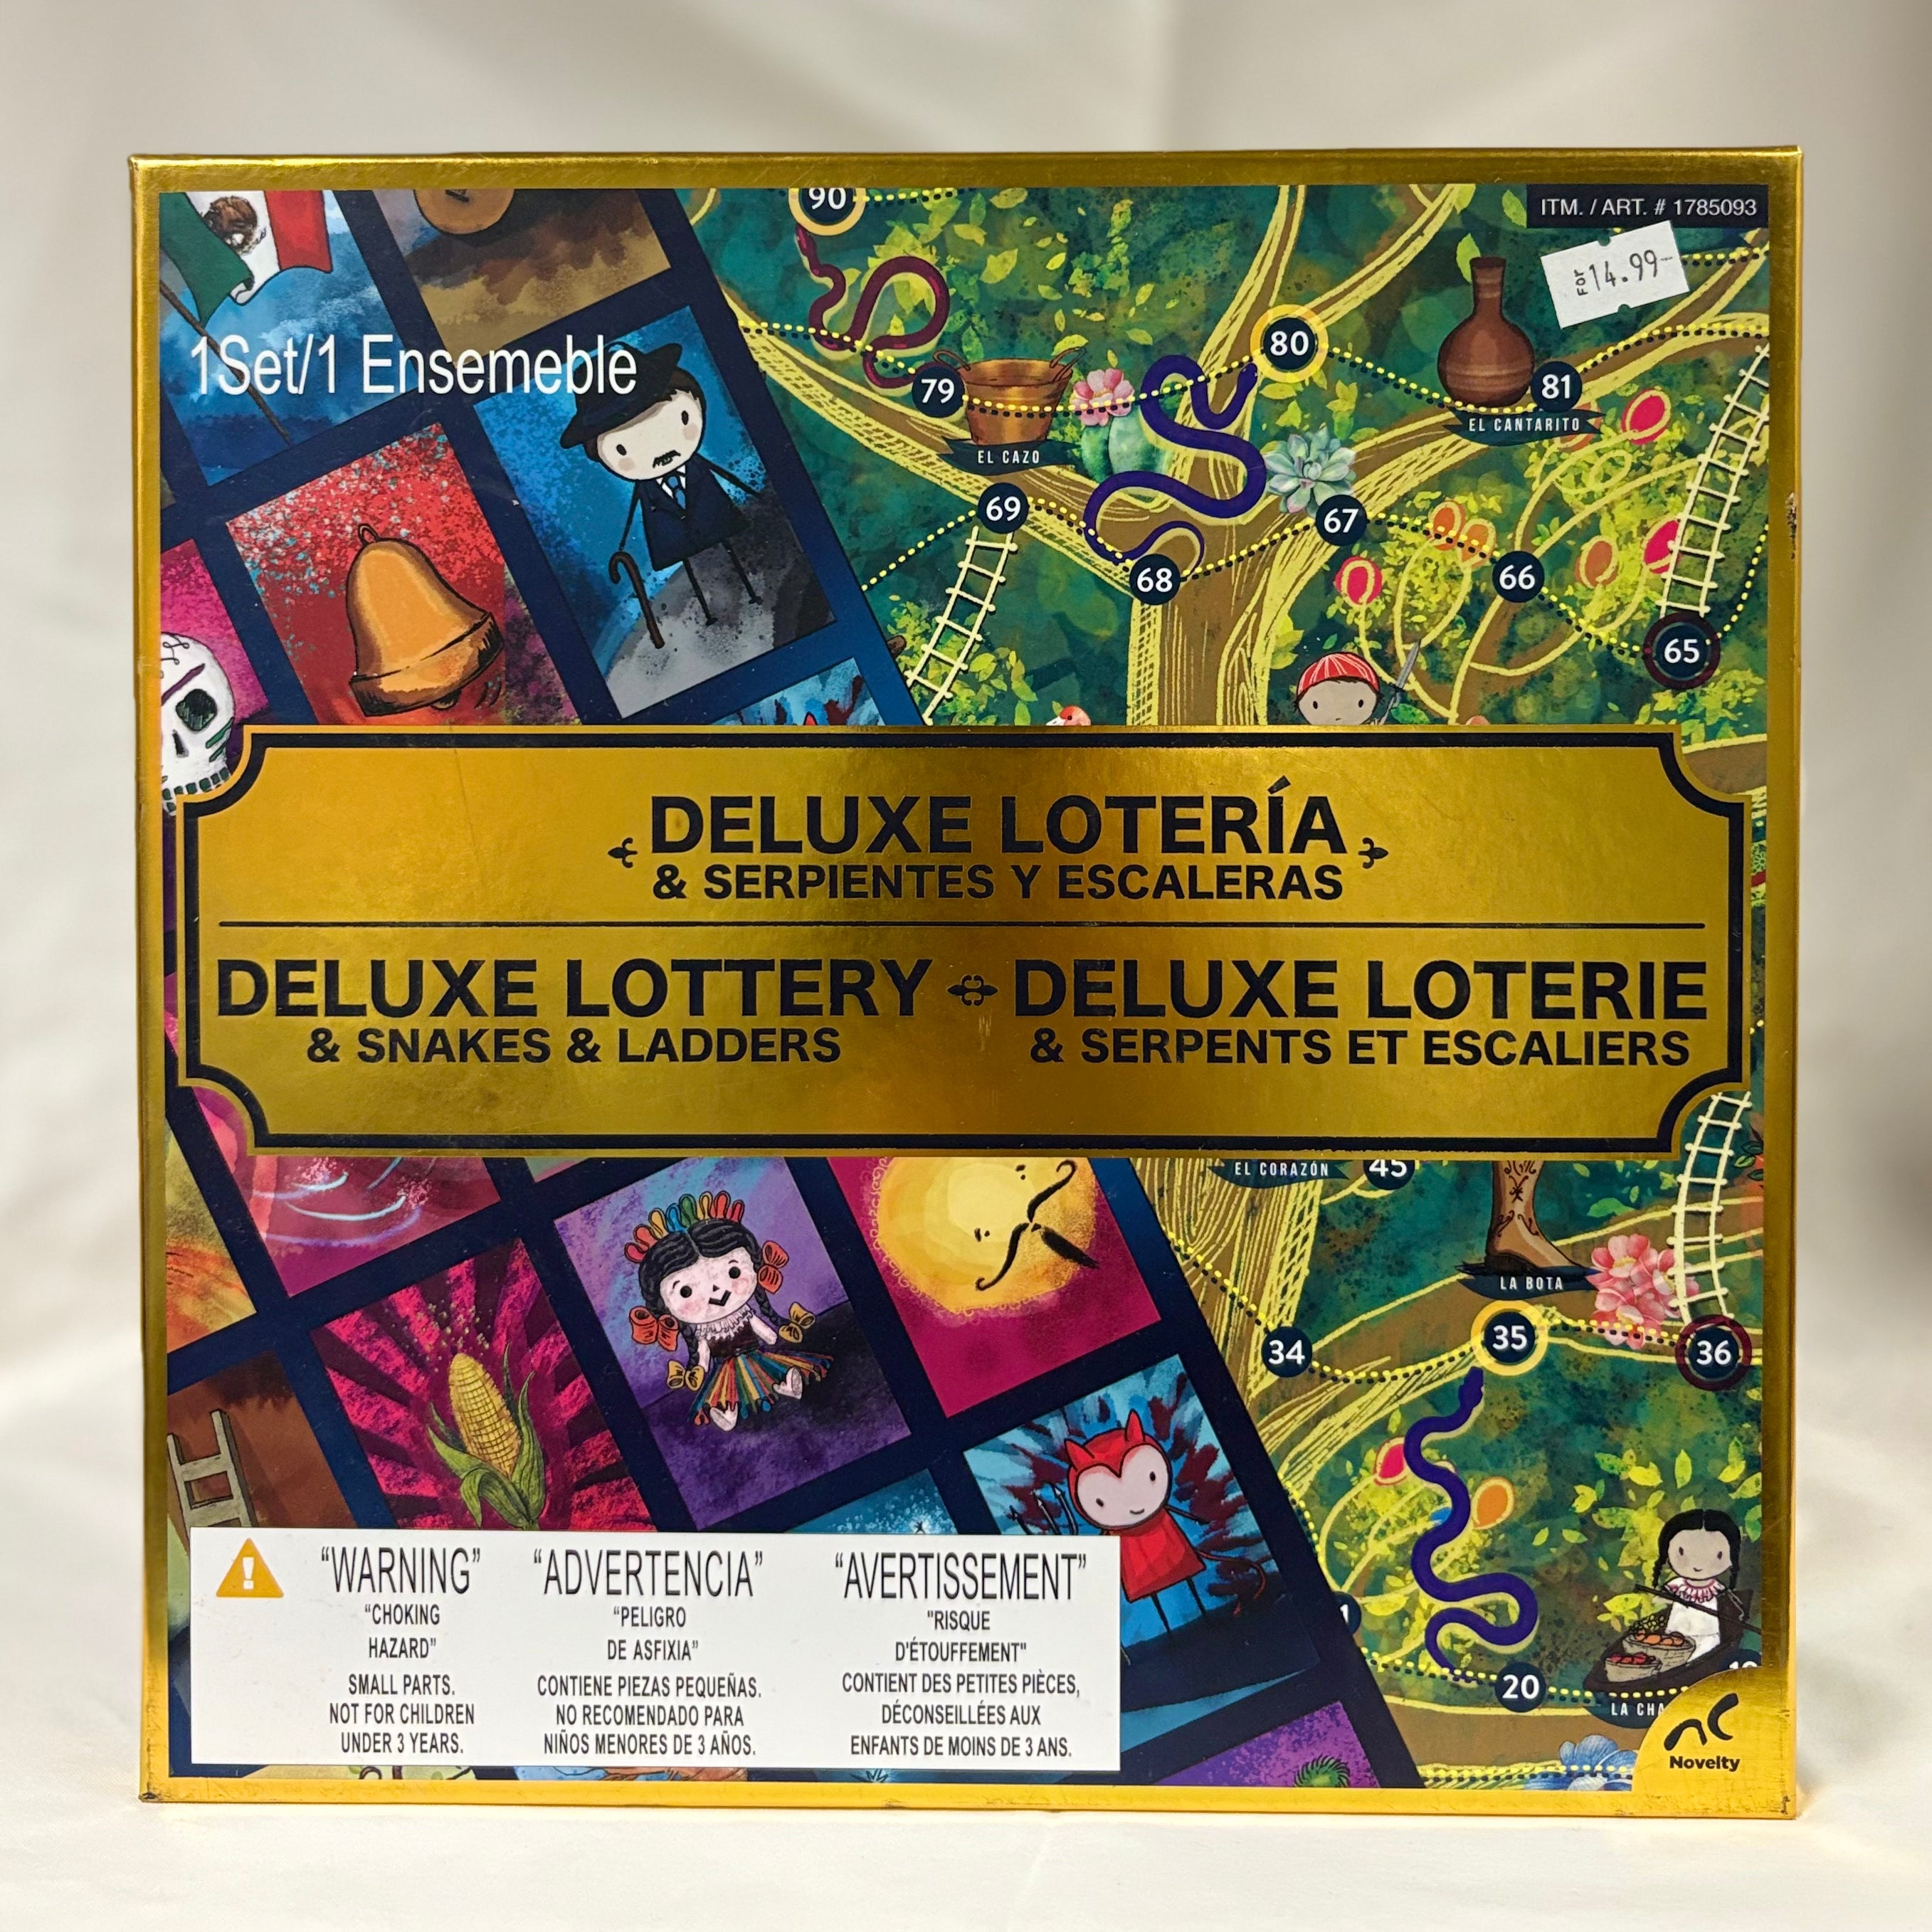 90
ITM. / ART. # 1785093
FOR
14.99
1Set/1 Ensemeble
80
79
81
EL CANTARITO
EL CAZO
69
67
68
66
65
DELUXE LOTERÍA
& SERPIENTES Y ESCALERAS
DELUXE LOTTERY
& SNAKES & LADDERS
DELUXE LOTERIE
& SERPENTS ET ESCALIERS
EL CORAZÓN
45
LA BOTA
34
35
36
20
"WARNING"
"CHOKING
HAZARD"
SMALL PARTS.
NOT FOR CHILDREN
UNDER 3 YEARS.
"ADVERTENCIA"
"PELIGRO
DE ASFIXIA"
CONTIENE PIEZAS PEQUEÑAS.
NO RECOMENDADO PARA
NIÑOS MENORES DE 3 AÑOS.
"AVERTISSEMENT"
"RISQUE
D'ÉTOUFFEMENT"
CONTIENT DES PETITES PIÈCES,
DÉCONSEILLÉES AUX
ENFANTS DE MOINS DE 3 ANS.
LA CHA
nc
Novelty